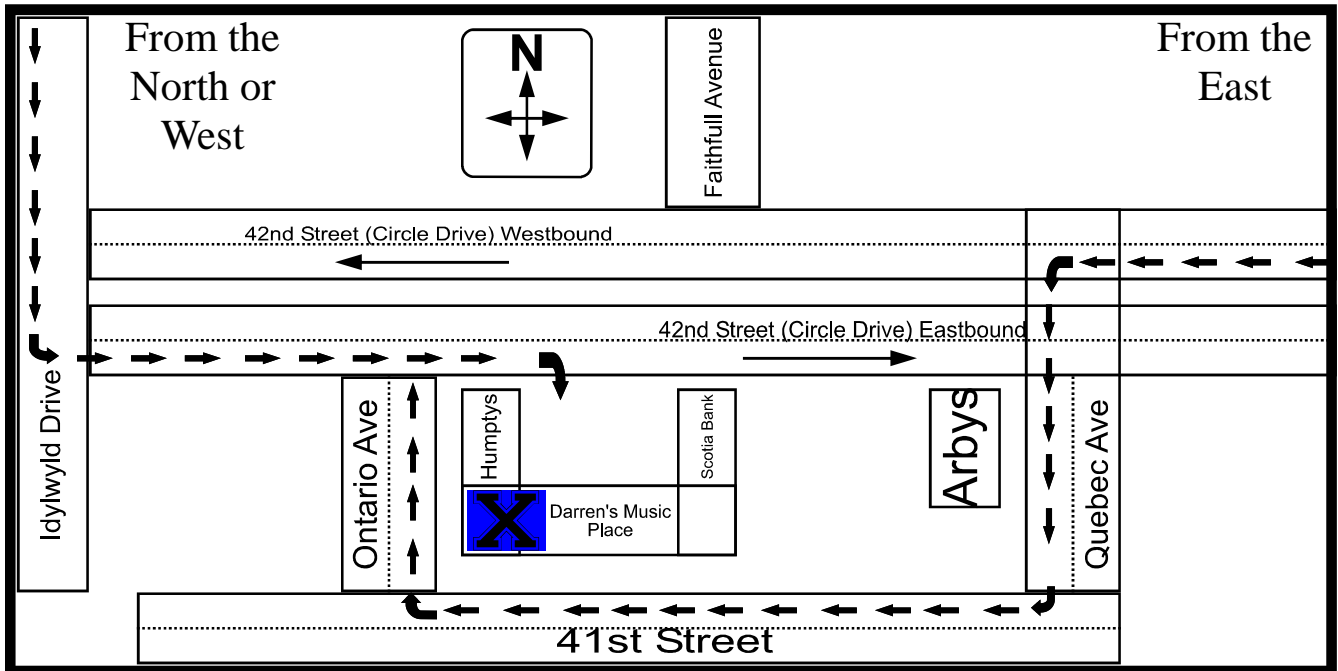 From the
North or
West
N
Faithfull Avenue
From the
East
42nd Street (Circle Drive) Westbound
42nd Street (Circle Drive) Eastbound
Idylwyld Drive
Ontario Ave
Humptys
Scotia Bank
Arbys
Quebec Ave
X
Darren's Music
Place
41st Street